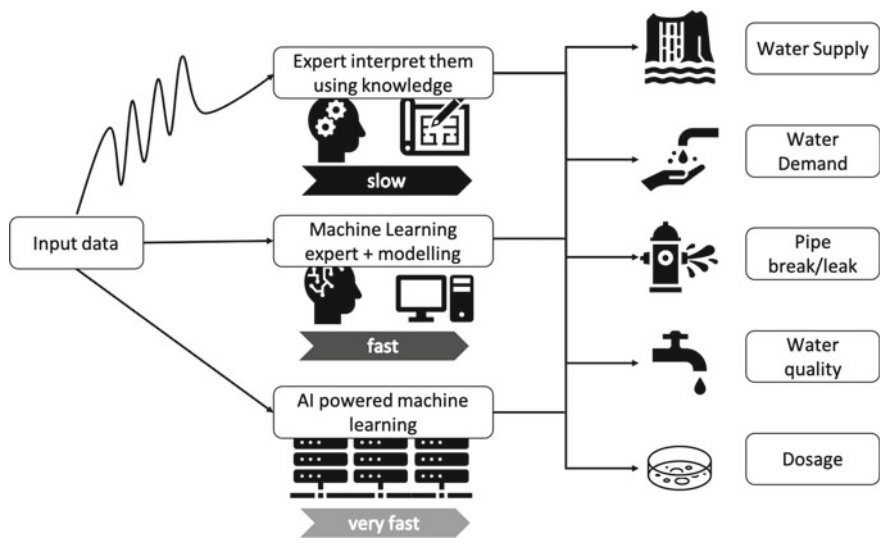 Input data
Expert interpret them
using knowledge
slow
Machine Learning
expert + modelling
fast
AI powered machine
learning
very fast
Water Supply
Water
Demand
Pipe
break/leak
Water
quality
Dosage